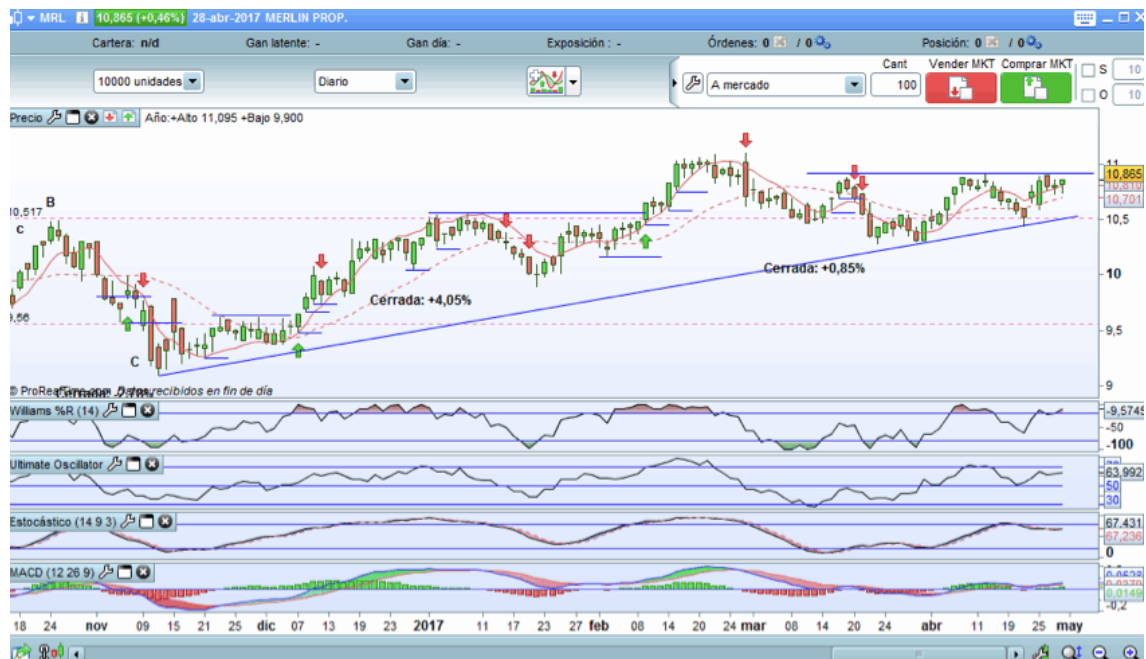 MRL 10,865 (+0,46%) 28-abr-2017 MERLIN PROP.
Cartera: n/d Gan latente: - Gan día: - Exposición : - Órdenes: 0 / 0 Posición: 0 / 0
Cant Vender MKT Comprar MKT
10000 unidades Diario A mercado 100 S 10
O 10
Precio Año:+Alto 11,095 +Bajo 9,900
11
10,865
B
10,701
10,517
10,5
C
Cerrada: +0,85%
10
Cerrada: +4,05%
9,5
C
9
© ProRealTime.com Datos recibidos en fin de día
Williams %R (14)
-9,5745
-50
-100
Ultimate Oscillator
63,992
50
30
Estocástico (14 9 3)
67,431
67,236
0
MACD (12 26 9)
0,0149
-0,2
18 24 nov 09 15 21 25 dic 07 13 19 23 2017 11 17 23 27 feb 08 14 20 24 mar 08 14 20 24 abr 11 19 25 may